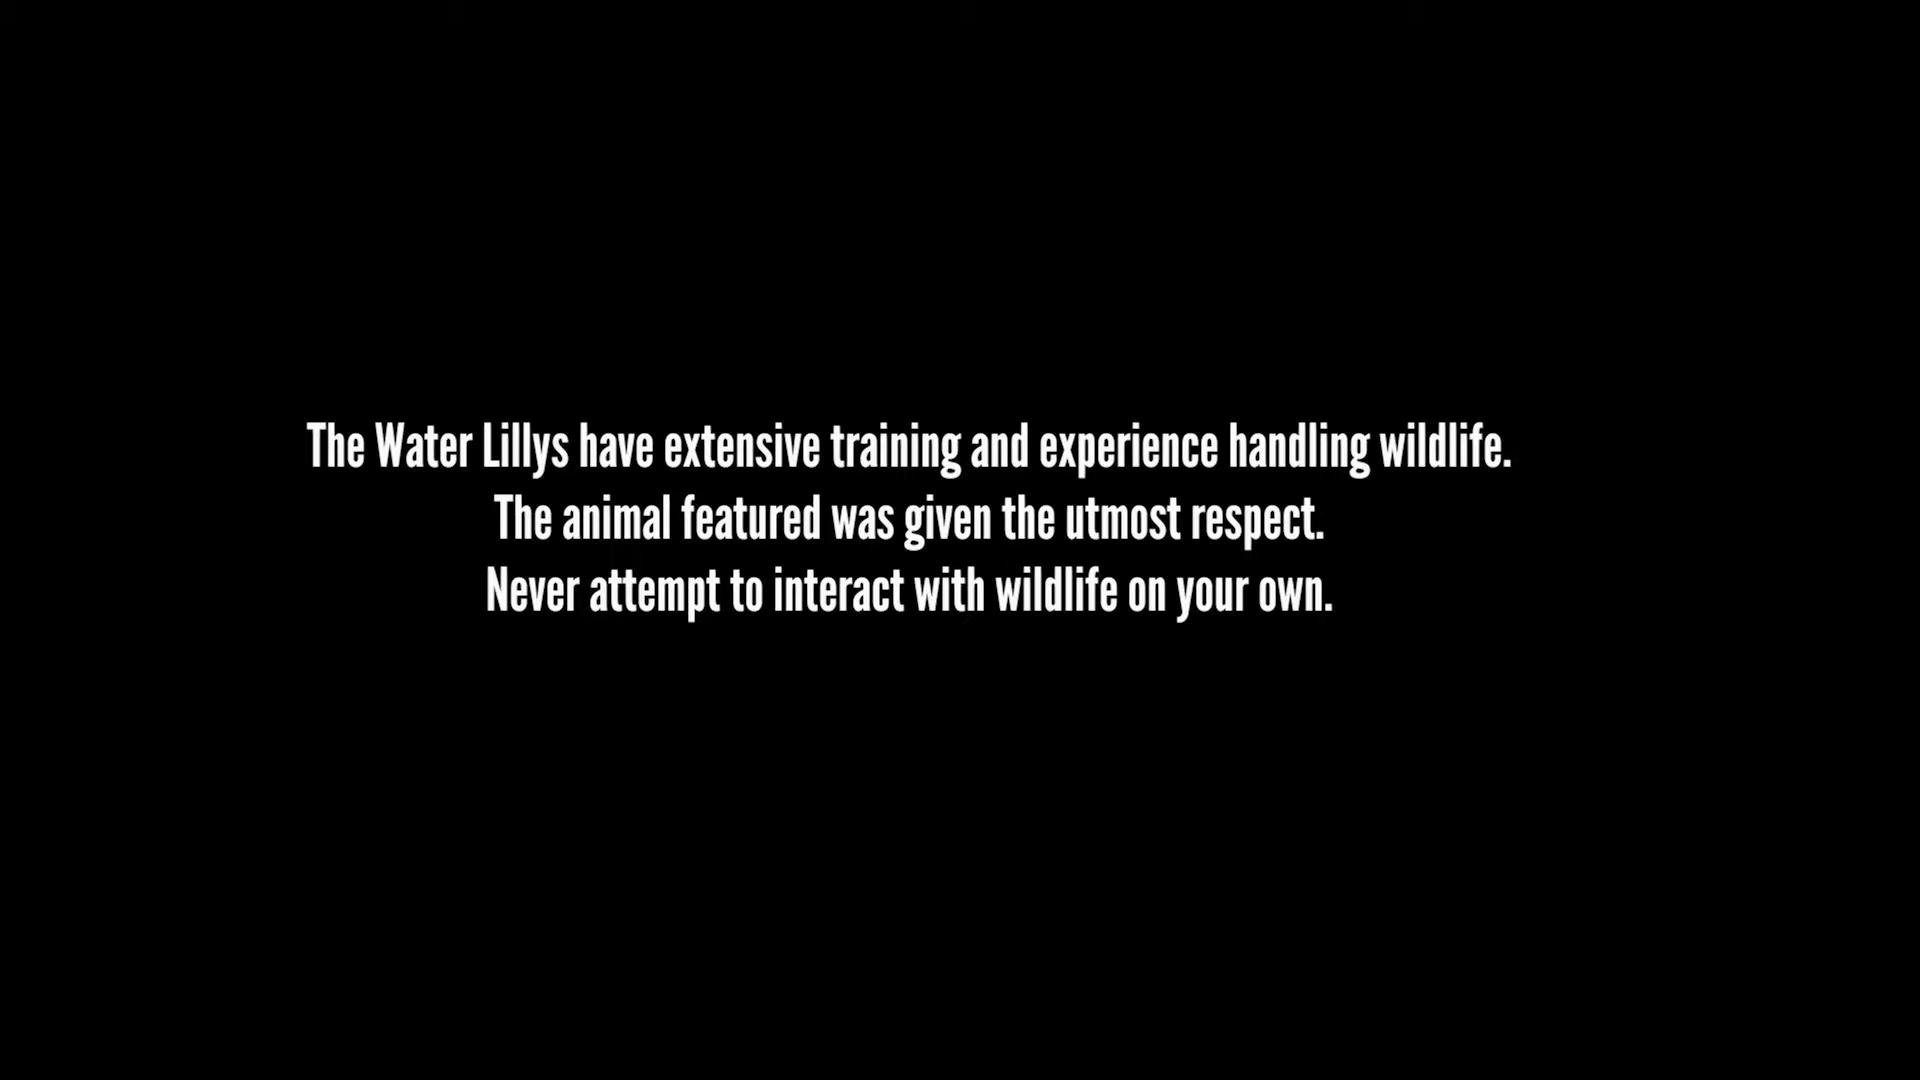 The Water Lillys have extensive training and experience handling wildlife.
The animal featured was given the utmost respect.
Never attempt to interact with wildlife on your own.